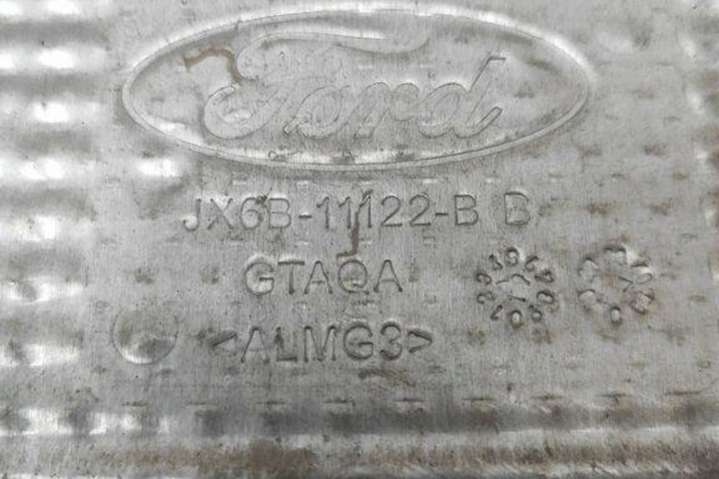 Ford
JX6B-11122-B B
GTAQA
<ALMG3>